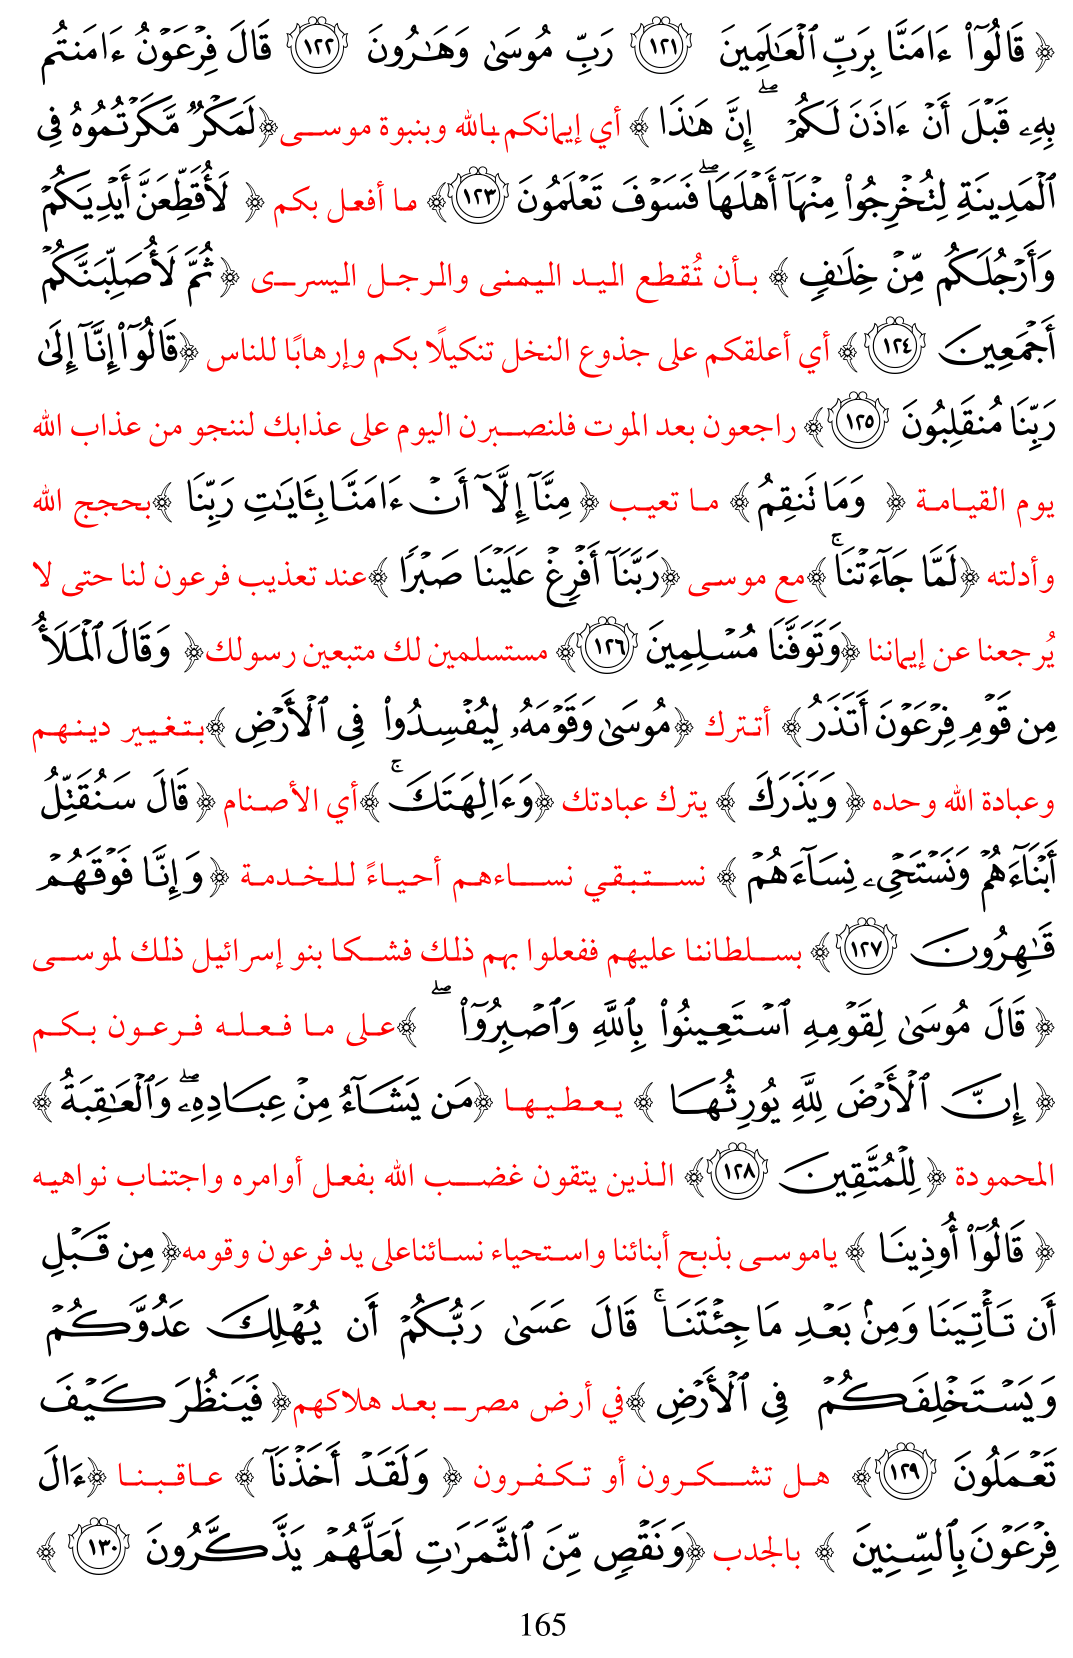 ﴿ قَالُوٓاْ ءَامَنَّا بِرَبِّ ٱلۡعَـٰلَمِينَ ١٢١ رَبِّ مُوسَىٰ وَهَـٰرُونَ ١٢٢ قَالَ فِرۡعَوۡنُ ءَامَنتُم
بِهِۦ قَبۡلَ أَنۡ ءَاذَنَ لَكُمۡۖ إِنَّ هَـٰذَا ﴾ أي إيمانكم بالله وبنبوة موسى ﴿لَمَكۡرٞ مَّكَرۡتُمُوهُ فِي
ٱلۡمَدِينَةِ لِتُخۡرِجُواْ مِنۡهَآ أَهۡلَهَاۖ فَسَوۡفَ تَعۡلَمُونَ ١٢٣﴾ ما أفعل بكم ﴿ لَأُقَطِّعَنَّ أَيۡدِيَكُمۡ
وَأَرۡجُلَكُم مِّنۡ خِلَـٰفٖ ﴾ بأن تُقطع اليد اليمنى والرجل اليسرى ﴿ثُمَّ لَأُصَلِّبَنَّكُمۡ
أَجۡمَعِينَ ١٢٤ ﴾ أي أعلقكم على جذوع النخل تنكيلًا بكم وإرهابًا للناس ﴿قَالُوٓاْ إِنَّآ إِلَىٰ
رَبِّنَا مُنقَلِبُونَ ١٢٥﴾ راجعون بعد الموت فلنصبرن اليوم على عذابك لننجو من عذاب الله
يوم القيامة ﴿ وَمَا تَنقِمُ﴾ ما تعيب ﴿ مِنَّآ إِلَّآ أَنۡ ءَامَنَّا بِـَٔايَـٰتِ رَبِّنَا ﴾بحجج الله
وأدلته ﴿لَمَّا جَآءَتۡنَاۚ ﴾مع موسى ﴿رَبَّنَآ أَفۡرِغۡ عَلَيۡنَا صَبۡرٗا ﴾عند تعذيب فرعون لنا حتى لا
يُرجعنا عن إيماننا ﴿وَتَوَفَّنَا مُسۡلِمِينَ ١٢٦﴾ مستسلمين لك متبعين رسولك﴿ وَقَالَ ٱلۡمَلَأُ
مِن قَوۡمِ فِرۡعَوۡنَ أَتَذَرُ ﴾ أتترك ﴿مُوسَىٰ وَقَوۡمَهُۥ لِيُفۡسِدُواْ فِي ٱلۡأَرۡضِ ﴾بتغيير دينهم
وعبادة الله وحده ﴿ وَيَذَرَكَ ﴾ يترك عبادتك ﴿وَءَالِهَتَكَۚ ﴾أي الأصنام ﴿ قَالَ سَنُقَتِّلُ
أَبۡنَآءَهُمۡ وَنَسۡتَحۡيِۦ نِسَآءَهُمۡ ﴾ نستبقي نساءهم أحياءً للخدمة ﴿ وَإِنَّا فَوۡقَهُمۡ
قَـٰهِرُونَ ١٢٧ ﴾ بسلطاننا عليهم ففعلوا بهم ذلك فشكا بنو إسرائيل ذلك لموسى
﴿ قَالَ مُوسَىٰ لِقَوۡمِهِ ٱسۡتَعِينُواْ بِٱللَّهِ وَٱصۡبِرُوٓاْۖ ﴾على ما فعله فرعون بكم
﴿ إِنَّ ٱلۡأَرۡضَ لِلَّهِ يُورِثُهَا ﴾ يعطيها ﴿مَن يَشَآءُ مِنۡ عِبَادِهِۦۖ وَٱلۡعَـٰقِبَةُ ﴾
المحمودة ﴿ لِلۡمُتَّقِينَ ١٢٨﴾ الذين يتقون غضب الله بفعل أوامره واجتناب نواهيه
﴿ قَالُوٓاْ أُوذِينَا ﴾ ياموسى بذبح أبنائنا واستحياء نسائناعلى يد فرعون وقومه﴿ مِن قَبۡلِ
أَن تَأۡتِيَنَا وَمِنۢ بَعۡدِ مَا جِئۡتَنَاۚ قَالَ عَسَىٰ رَبُّكُمۡ أَن يُهۡلِكَ عَدُوَّكُمۡ
وَيَسۡتَخۡلِفَكُمۡ فِي ٱلۡأَرۡضِ ﴾في أرض مصر بعد هلاكهم﴿ فَيَنظُرَ كَيۡفَ
تَعۡمَلُونَ ١٢٩﴾ هل تشكرون أو تكفرون ﴿ وَلَقَدۡ أَخَذۡنَآ ﴾ عاقبنا ﴿ءَالَ
فِرۡعَوۡنَ بِٱلسِّنِينَ ﴾ بالجدب ﴿وَنَقۡصٖ مِّنَ ٱلثَّمَرَٰتِ لَعَلَّهُمۡ يَذَّكَّرُونَ ١٣٠ ﴾
165